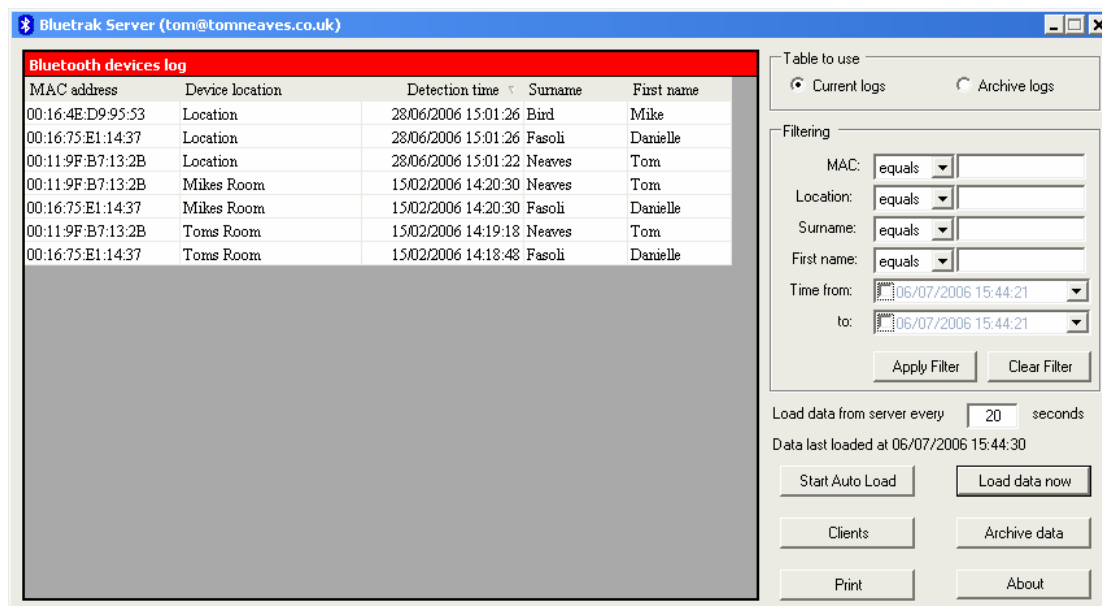 Bluetrak Server (tom@tomneaves.co.uk)
Bluetooth devices log
MAC address Device location Detection time Surname First name
00:16:4E:D9:95:53 Location 28/06/2006 15:01:26 Bird Mike
00:16:75:E1:14:37 Location 28/06/2006 15:01:26 Fasoli Danielle
00:11:9F:B7:13:2B Location 28/06/2006 15:01:22 Neaves Tom
00:11:9F:B7:13:2B Mikes Room 15/02/2006 14:20:30 Neaves Tom
00:16:75:E1:14:37 Mikes Room 15/02/2006 14:20:30 Fasoli Danielle
00:11:9F:B7:13:2B Toms Room 15/02/2006 14:19:18 Neaves Tom
00:16:75:E1:14:37 Toms Room 15/02/2006 14:18:48 Fasoli Danielle
Table to use
Current logs Archive logs
Filtering
MAC: equals
Location: equals
Surname: equals
First name: equals
Time from: 06/07/2006 15:44:21
to: 06/07/2006 15:44:21
Apply Filter Clear Filter
Load data from server every 20 seconds
Data last loaded at 06/07/2006 15:44:30
Start Auto Load Load data now
Clients Archive data
Print About